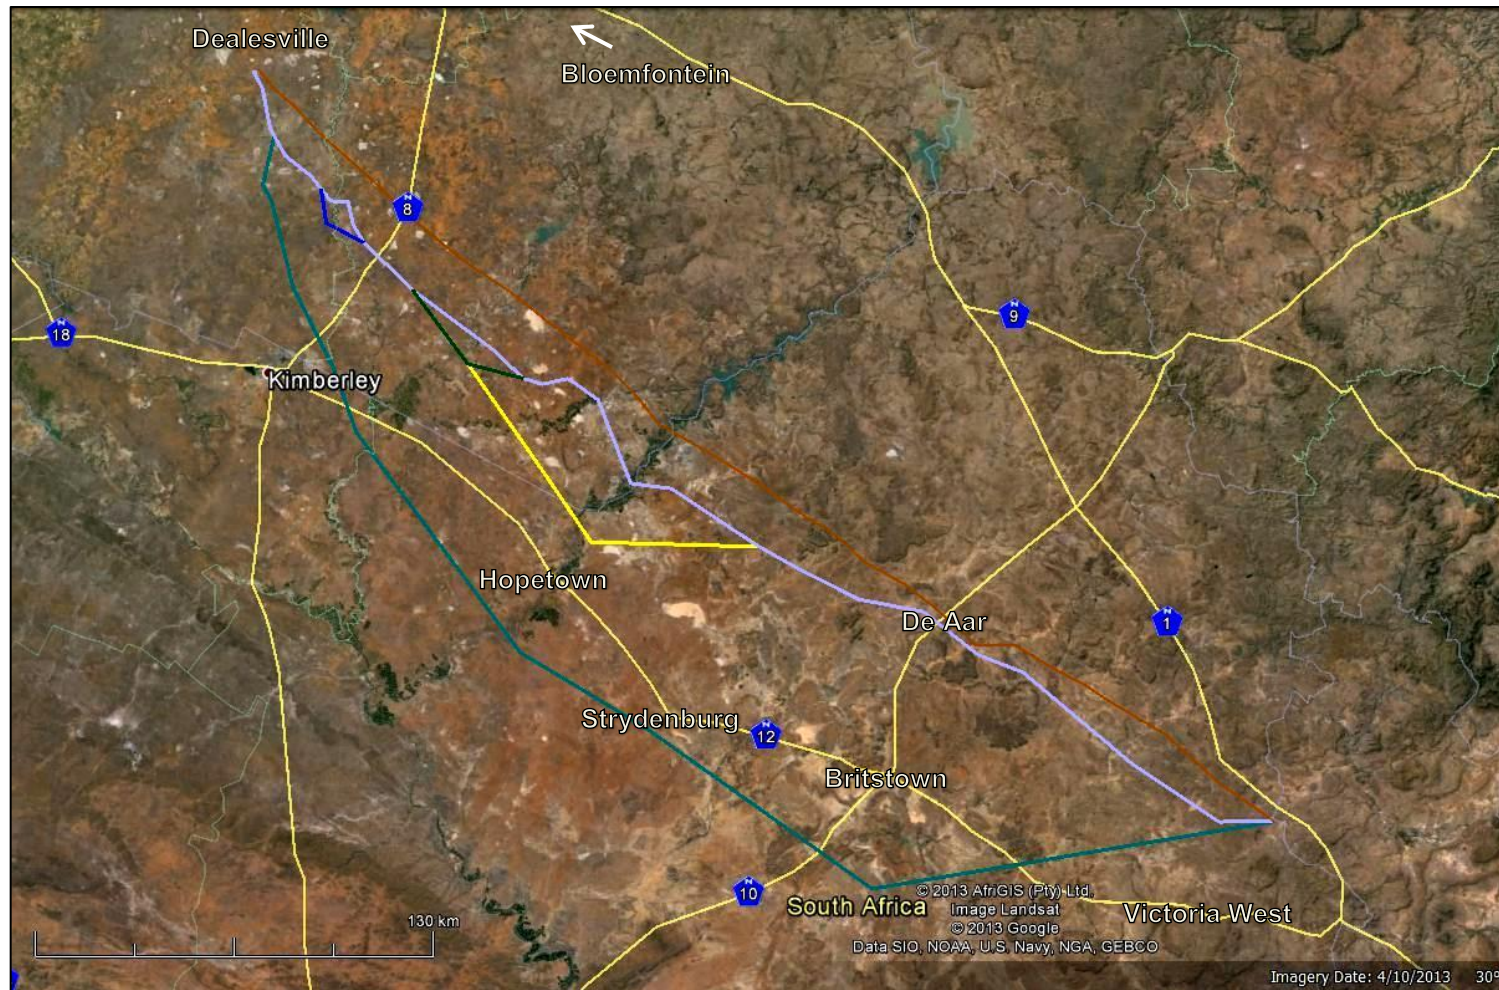 Dealesville
Bloemfontein
N
8
N
9
N
18
Kimberley
Hopetown
De Aar
N
1
Strydenburg
N
12
Britstown
N
10
South Africa
© 2013 AfriGIS (Pty) Ltd.
Image Landsat
© 2013 Google
Data SIO, NOAA, U.S. Navy, NGA, GEBCO
Victoria West
130 km
Imagery Date: 4/10/2013 30°